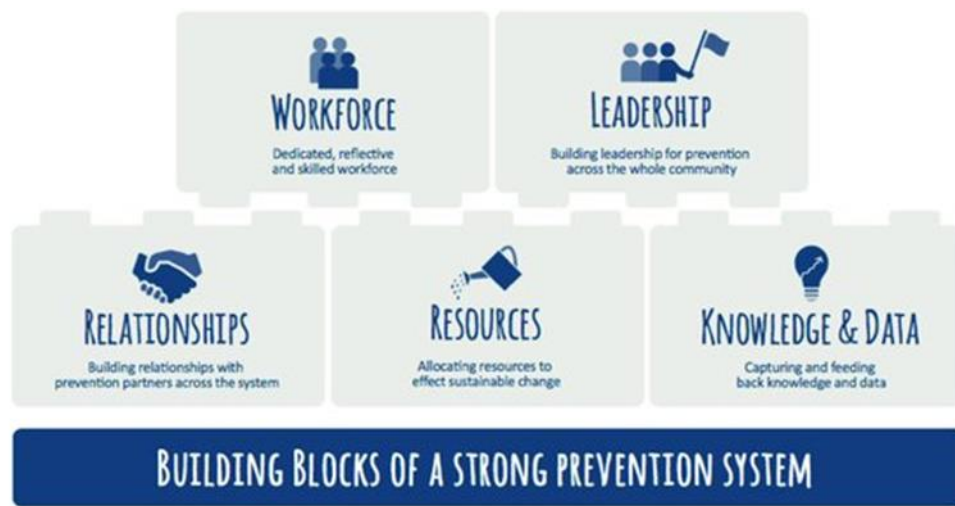 WORKFORCE
Dedicated, reflective
and skilled workforce
LEADERSHIP
Building leadership for prevention
across the whole community
RELATIONSHIPS
Building relationships with
prevention partners across the system
RESOURCES
Allocating resources to
effect sustainable change
KNOWLEDGE & DATA
Capturing and feeding
back knowledge and data
BUILDING BLOCKS OF A STRONG PREVENTION SYSTEM